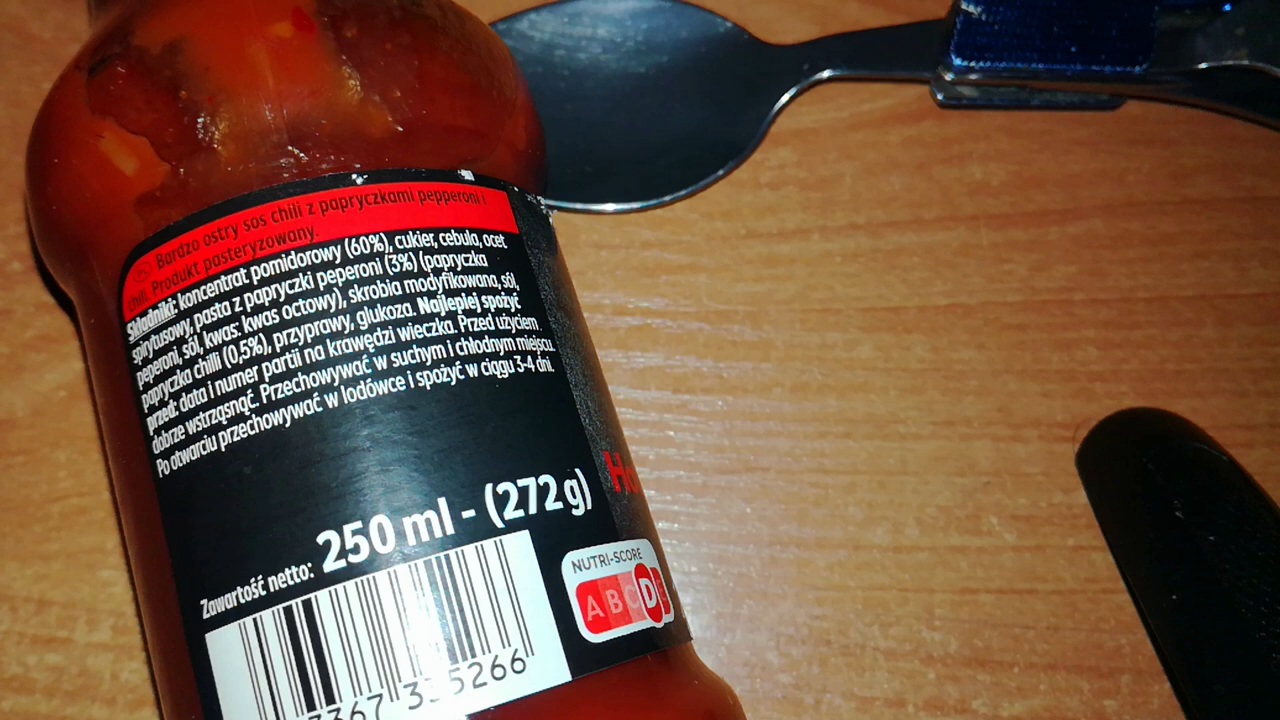 PL Bardzo ostry sos chili z papryczkami pepperoni i
chili. Produkt pasteryzowany.
Składniki: koncentrat pomidorowy (60%), cukier, cebula, ocet
spirytusowy, pasta z papryczki peperoni (3%) (papryczka
peperoni, sól, kwas: kwas octowy), skrobia modyfikowana, sól,
papryczka chilli (0,5%), przyprawy, glukoza. Najlepiej spożyć
przed: data i numer partii na krawędzi wieczka. Przed użyciem
dobrze wstrząsnąć. Przechowywać w suchym i chłodnym miejscu.
Po otwarciu przechowywać w lodówce i spożyć w ciągu 3-4 dni.
Zawartość netto: 250 ml - (272 g)
NUTRI-SCORE
A B C D E
5266